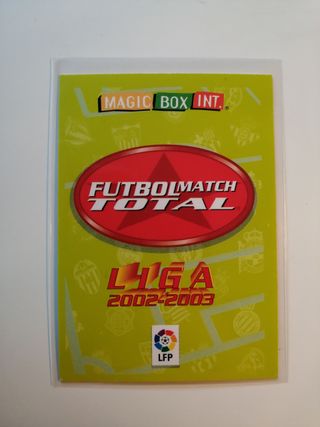 MAGIC BOX INT.®
FUTBOLMATCH
TOTAL
LIGA
2002-2003
LFP